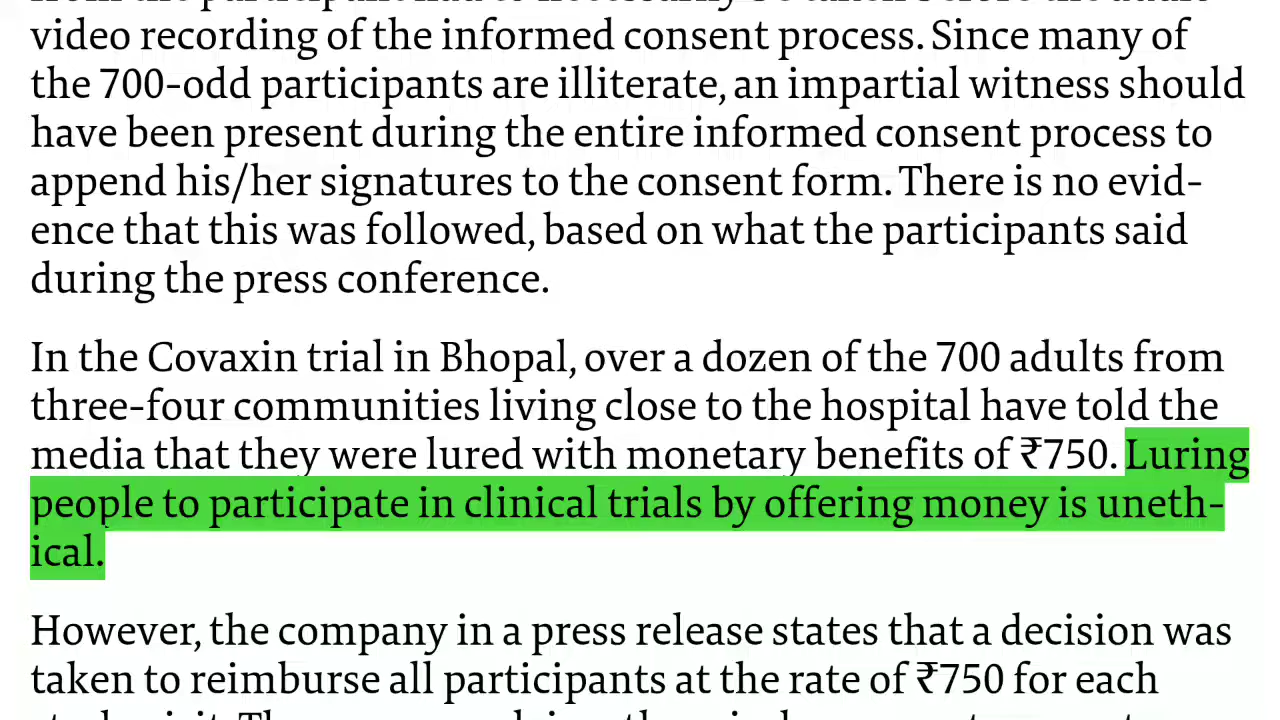 video recording of the informed consent process. Since many of
the 700-odd participants are illiterate, an impartial witness should
have been present during the entire informed consent process to
append his/her signatures to the consent form. There is no evid-
ence that this was followed, based on what the participants said
during the press conference.
In the Covaxin trial in Bhopal, over a dozen of the 700 adults from
three-four communities living close to the hospital have told the
media that they were lured with monetary benefits of ₹750. Luring
people to participate in clinical trials by offering money is uneth-
ical.
However, the company in a press release states that a decision was
taken to reimburse all participants at the rate of ₹750 for each